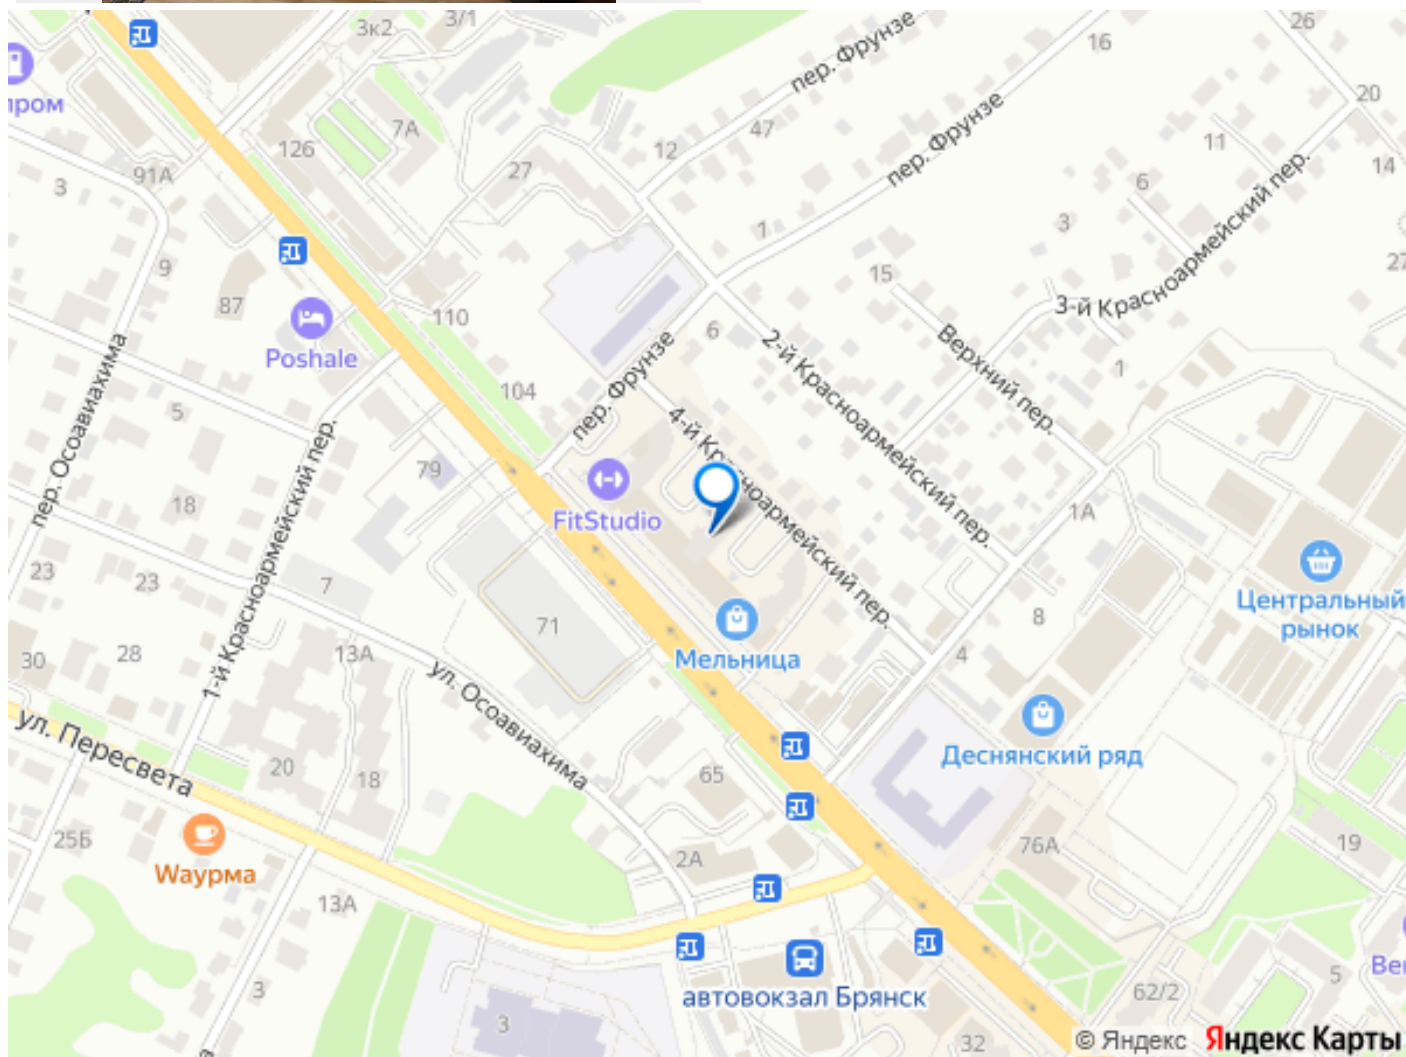 3к2
3/1
26
16
пер. Фрунзе
пром
20
126
7А
47
11
12
пер. Фрунзе
91А
3
27
14
6
3-й Красноармейский пер.
3
1
9
15
27
87
110
6
Poshale
2-й Красноармейский пер.
Верхний пер.
1
пер. Осоавиахима
104
пер. Фрунзе
5
4-й Красноармейский пер.
79
1-й Красноармейский пер.
18
FitStudio
1А
23
23
7
Центральный
рынок
71
8
30
28
13А
ул. Осоавиахима
Мельница
4
ул. Пересвета
Деснянский ряд
20
18
65
25Б
76А
19
Wаурма
2А
13А
автовокзал Брянск
3
3
62/2
5
Ве
32
© Яндекс Яндекс Карты